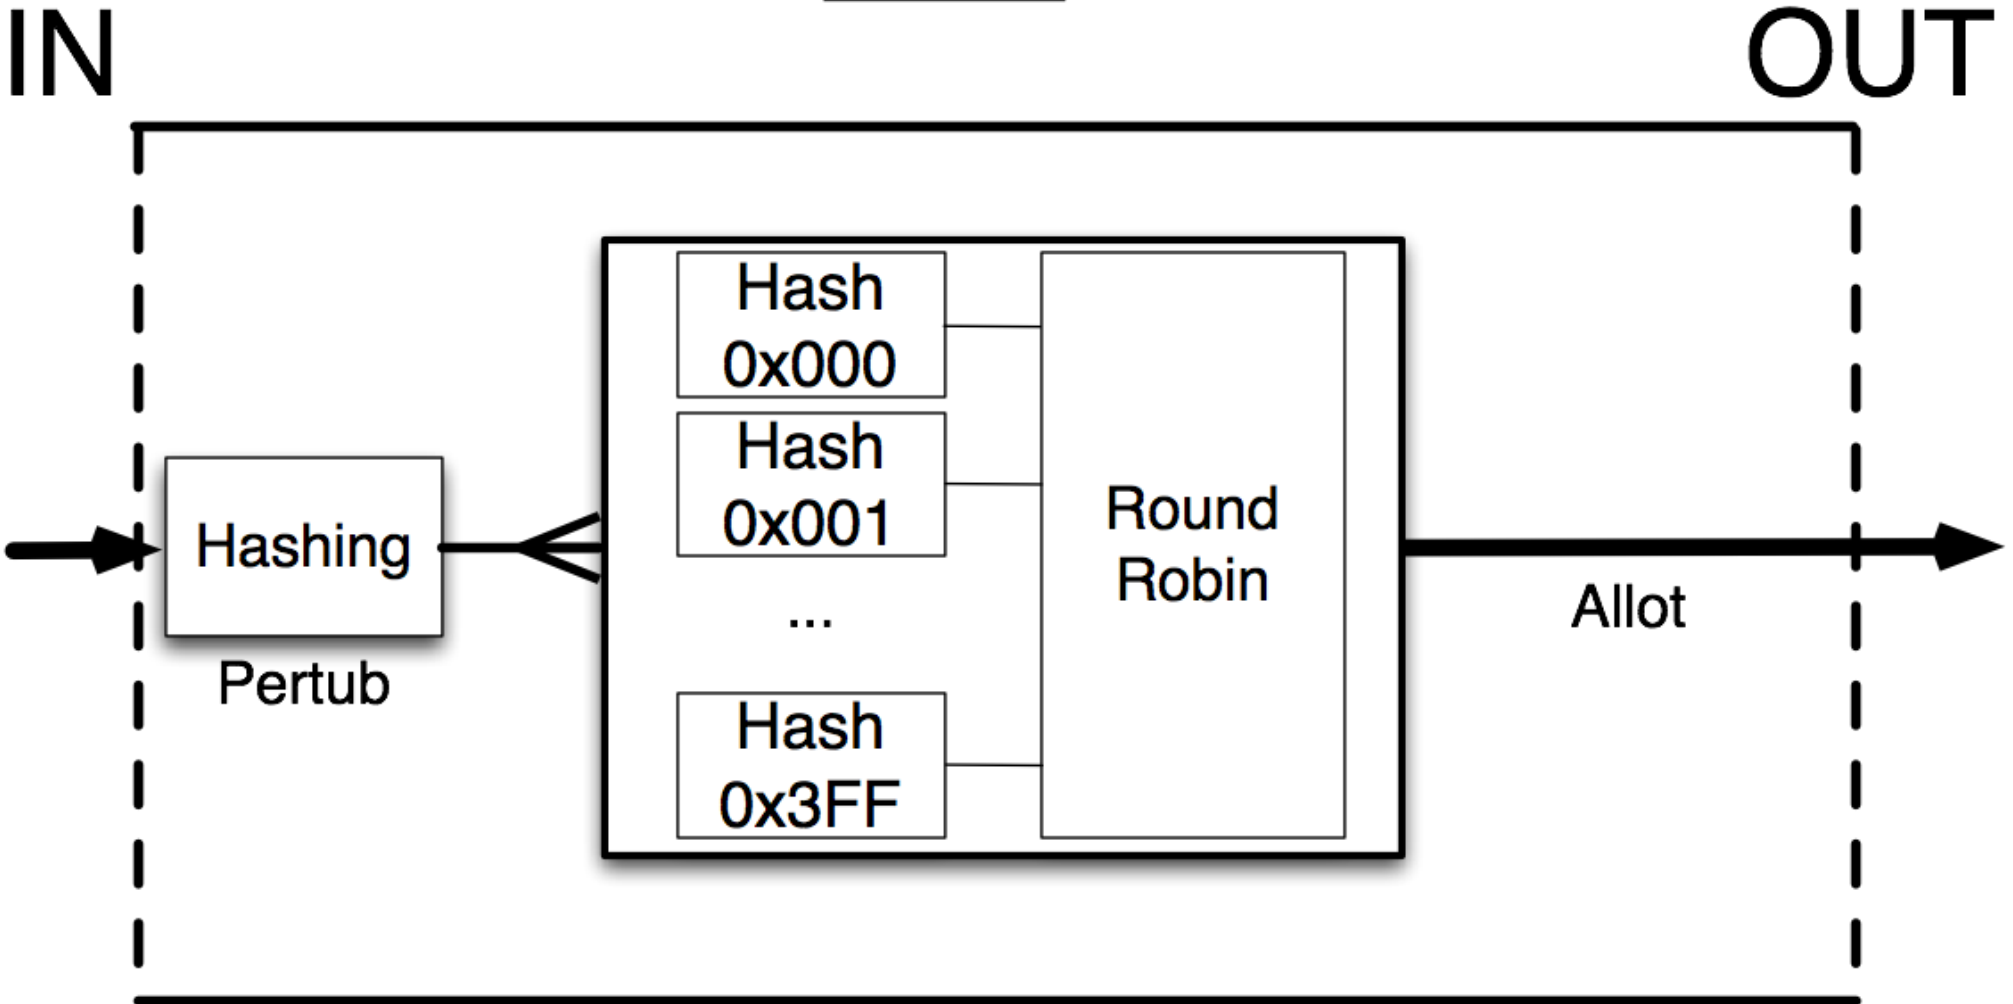 IN
OUT
Hash
0x000
Hash
0x001
...
Hash
0x3FF
Hashing
Pertub
Round
Robin
Allot